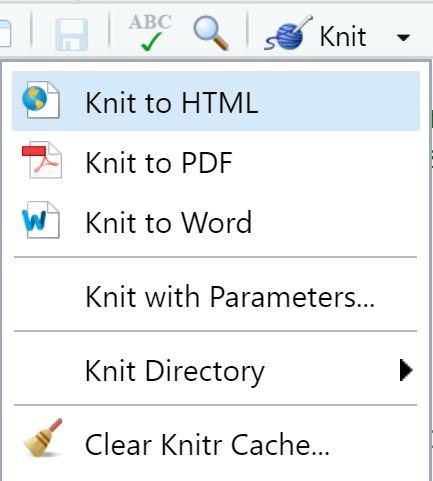 ABC
Knit
Knit to HTML
Knit to PDF
Knit to Word
Knit with Parameters...
Knit Directory
Clear Knitr Cache...